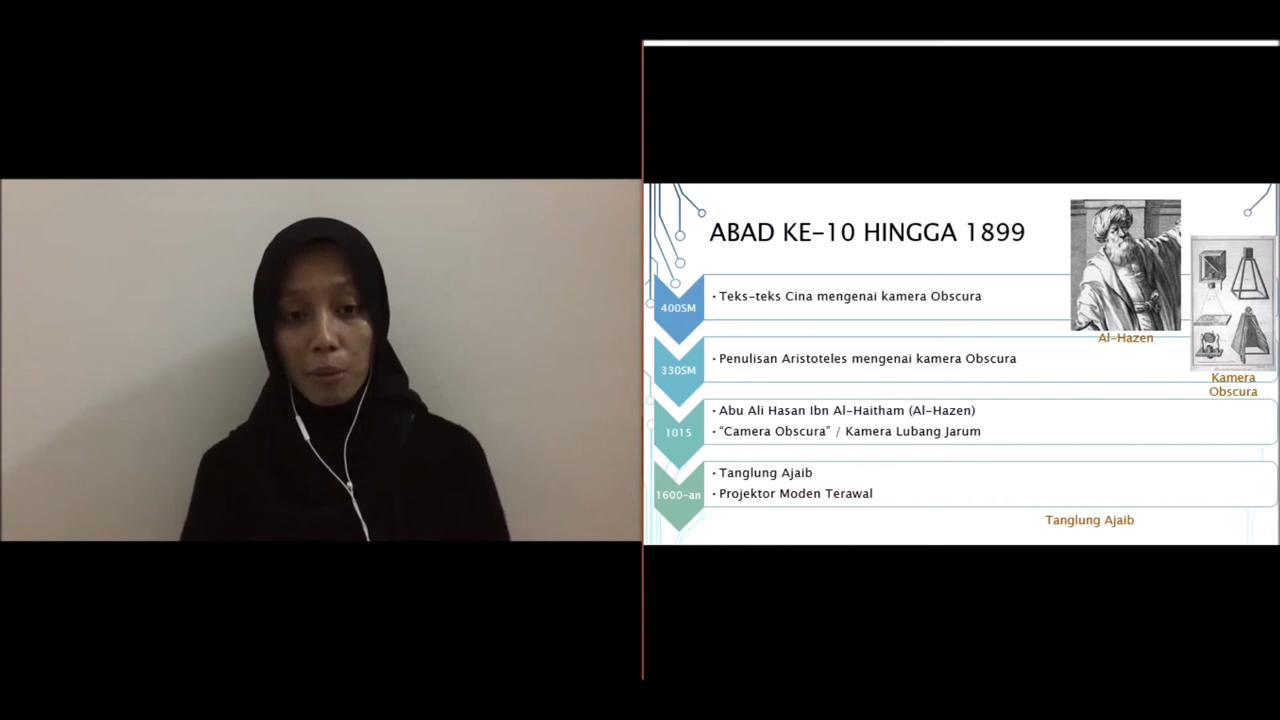 ABAD KE-10 HINGGA 1899
400SM
• Teks-teks Cina mengenai kamera Obscura
Al-Hazen
330SM
• Penulisan Aristoteles mengenai kamera Obscura
Kamera
Obscura
1015
• Abu Ali Hasan Ibn Al-Haitham (Al-Hazen)
• “Camera Obscura” / Kamera Lubang Jarum
1600-an
• Tanglung Ajaib
• Projektor Moden Terawal
Tanglung Ajaib